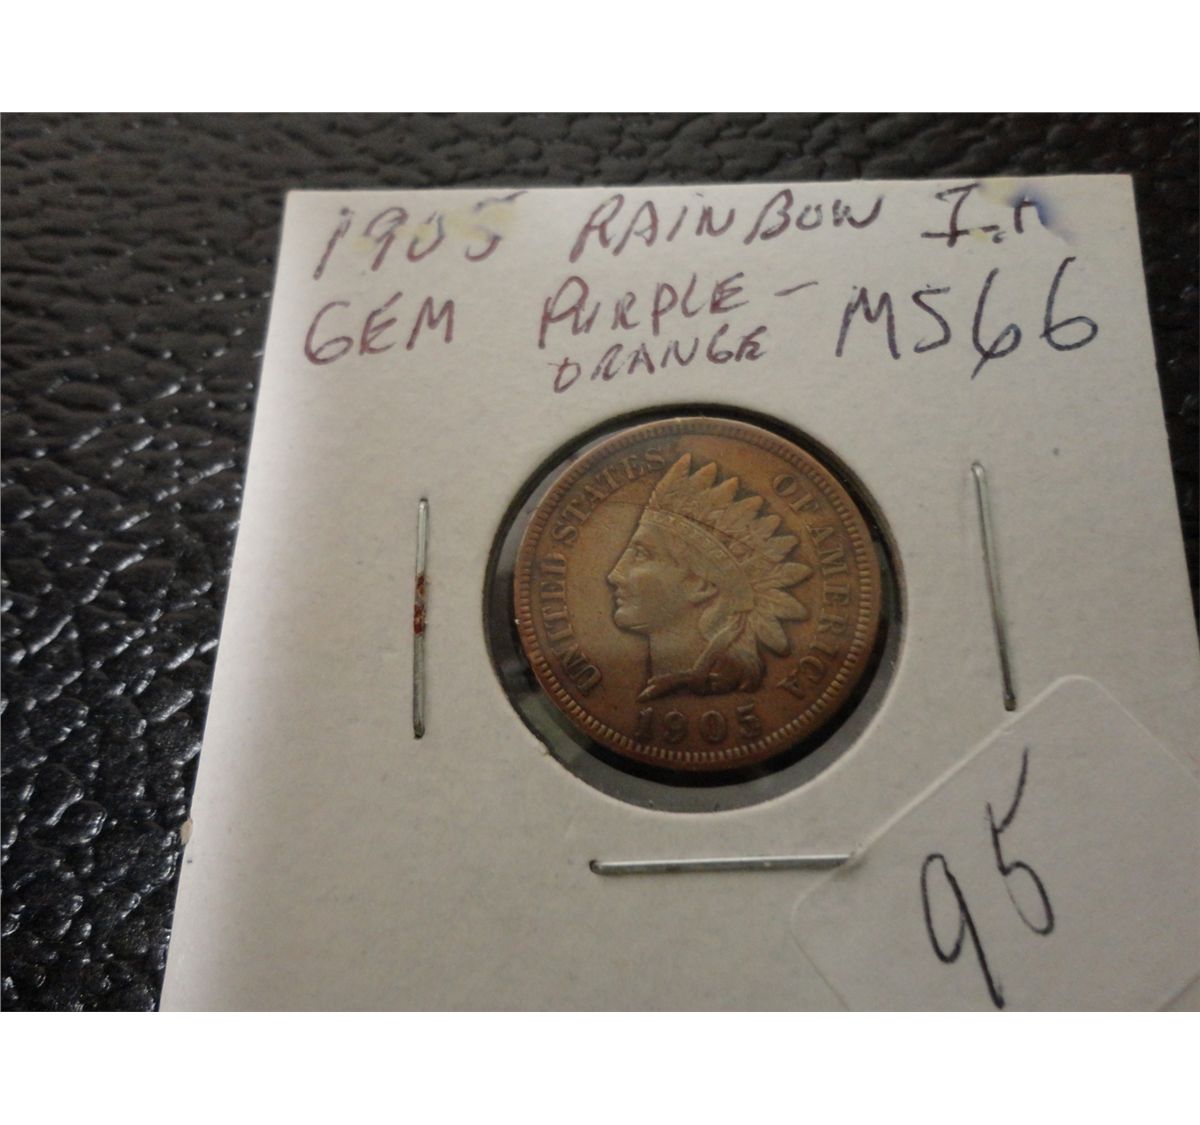 1905 RAINBOW I.H
GEM PURPLE- MS66
ORANGE
UNITED STATES OF AMERICA
1905
95